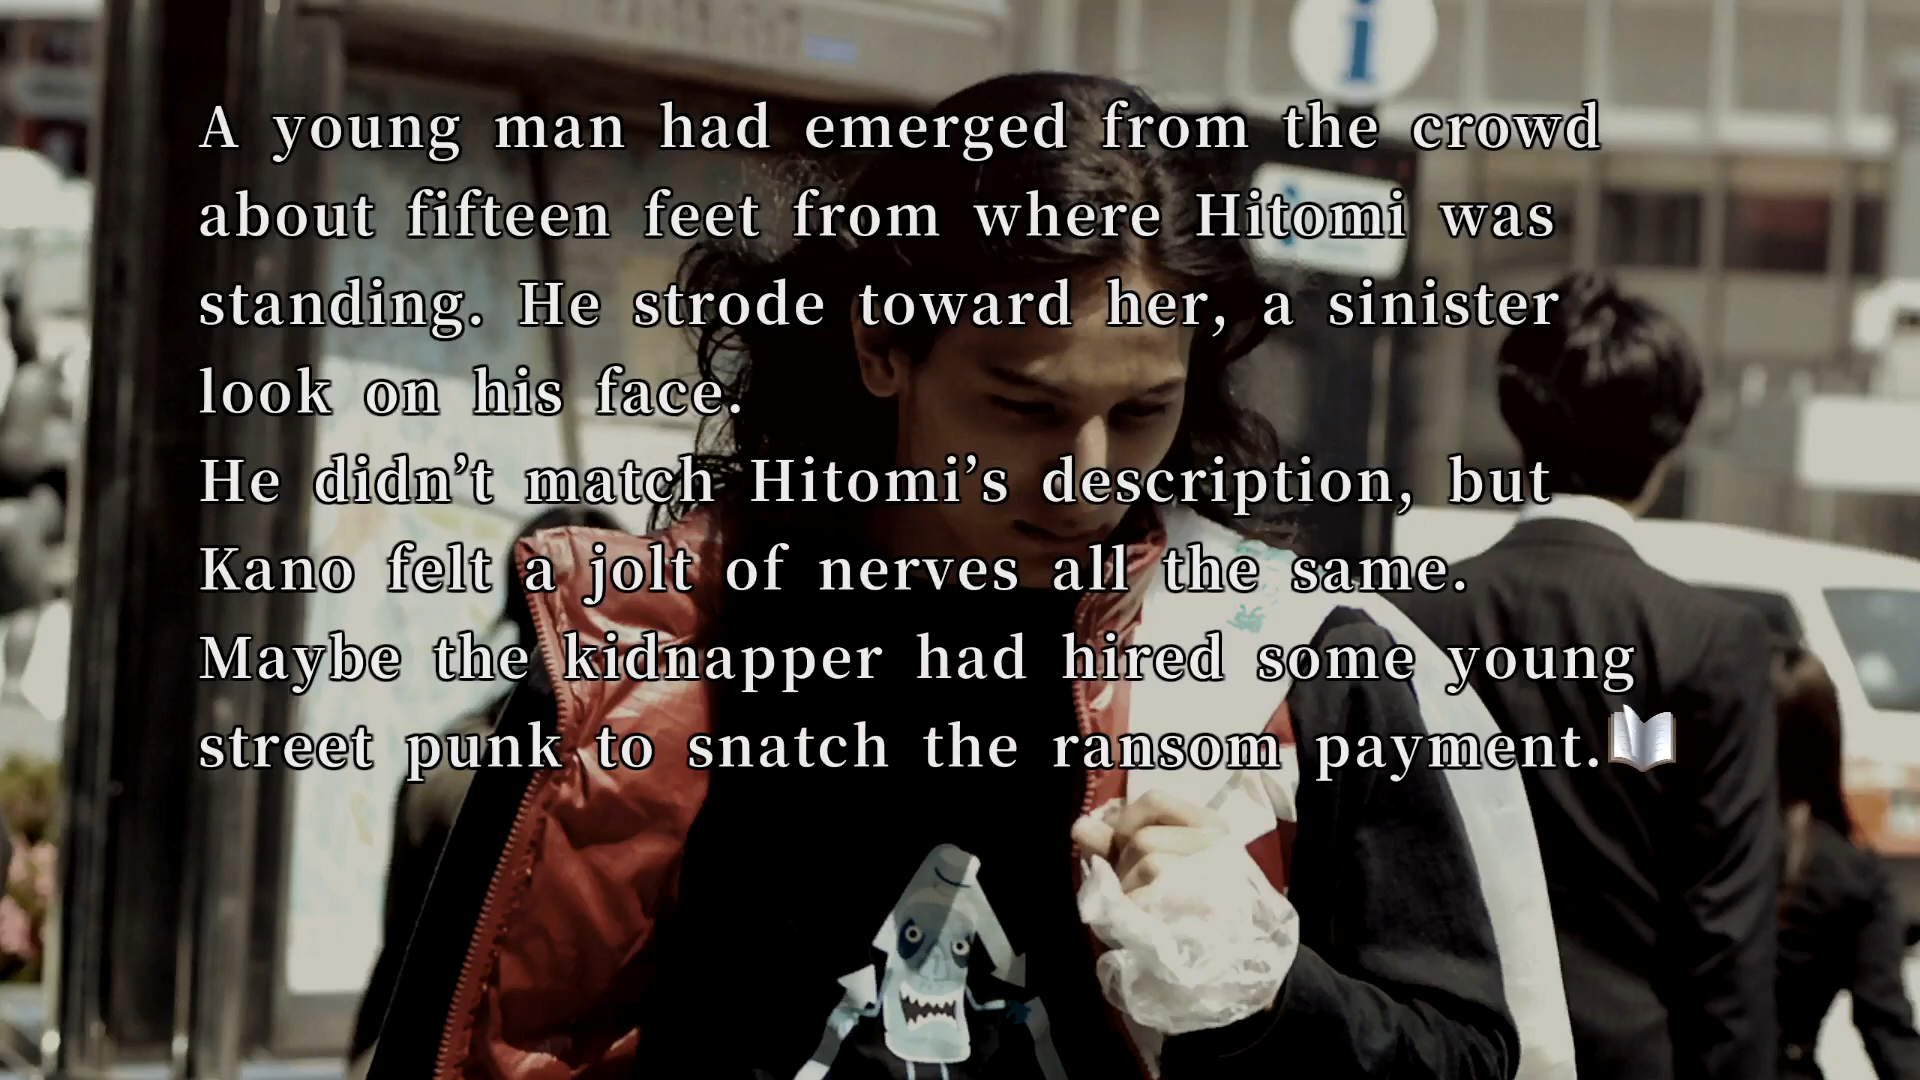 i
A young man had emerged from the crowd
about fifteen feet from where Hitomi was
standing. He strode toward her, a sinister
look on his face.
He didn’t match Hitomi’s description, but
Kano felt a jolt of nerves all the same.
Maybe the kidnapper had hired some young
street punk to snatch the ransom payment.